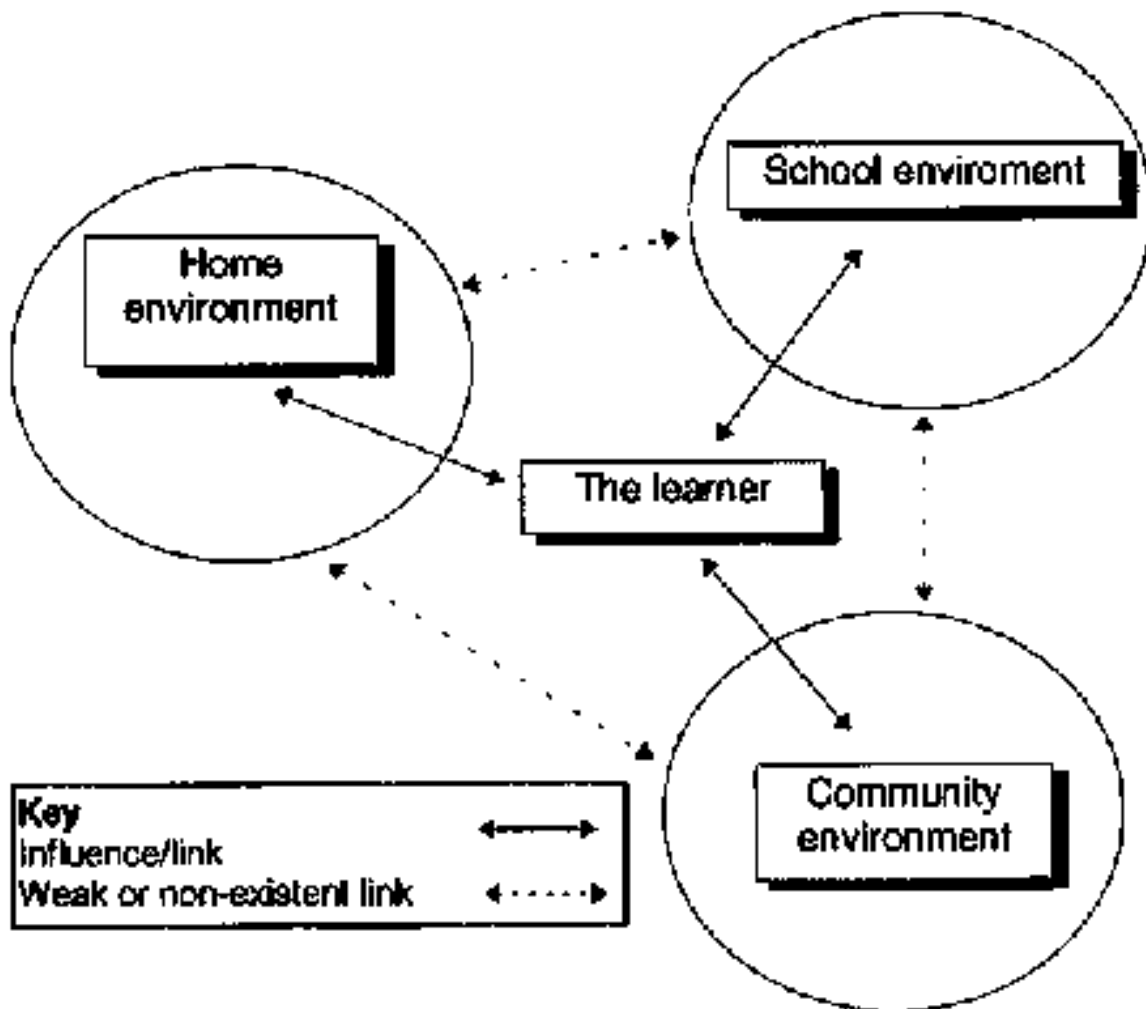 School enviroment
Home
environment
The learner
Community
environment
Key
Influence/link
Weak or non-existent link